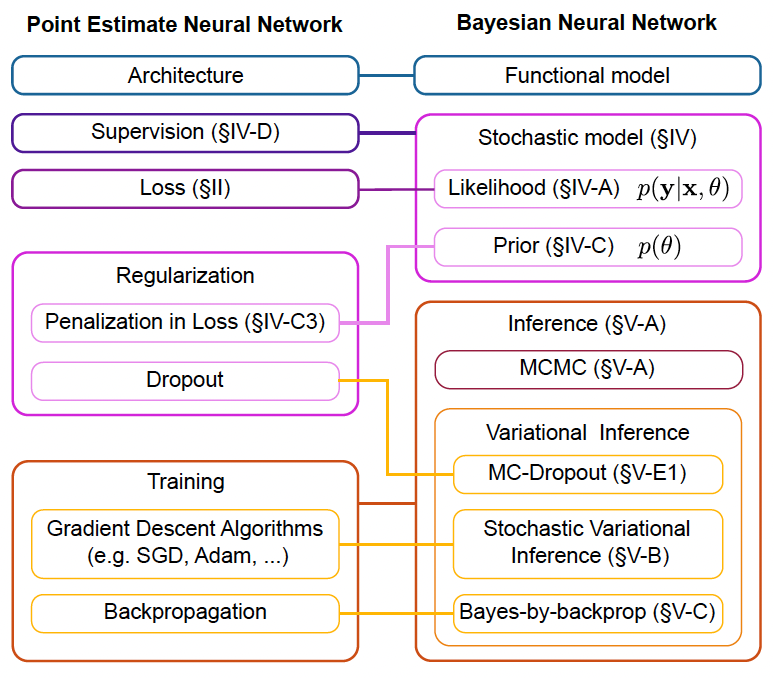 Point Estimate Neural Network
Bayesian Neural Network
Architecture
Functional model
Supervision (§IV-D)
Stochastic model (§IV)
Loss (§II)
Likelihood (§IV-A) p(y|x, θ)
Prior (§IV-C) p(θ)
Regularization
Penalization in Loss (§IV-C3)
Dropout
Inference (§V-A)
MCMC (§V-A)
Variational Inference
MC-Dropout (§V-E1)
Training
Gradient Descent Algorithms
(e.g. SGD, Adam, ...)
Stochastic Variational
Inference (§V-B)
Backpropagation
Bayes-by-backprop (§V-C)